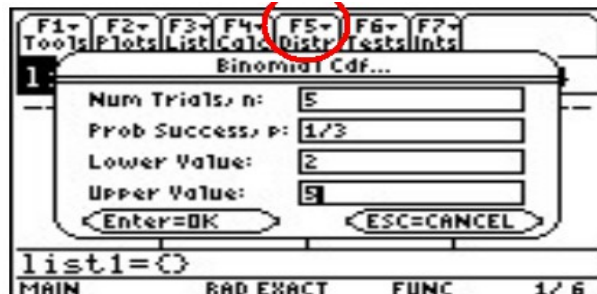 F1 F2 F3 F4 F5 F6 F7
Tools Plots List Calc Distr Tests Ints
Binomial Cdf...
1
Num Trials, n: 5
Prob Success, p: 1/3
Lower Value: 2
Upper Value: 5
Enter=OK ESC=CANCEL
list1={}
MAIN RAD EXACT FUNC 1/6